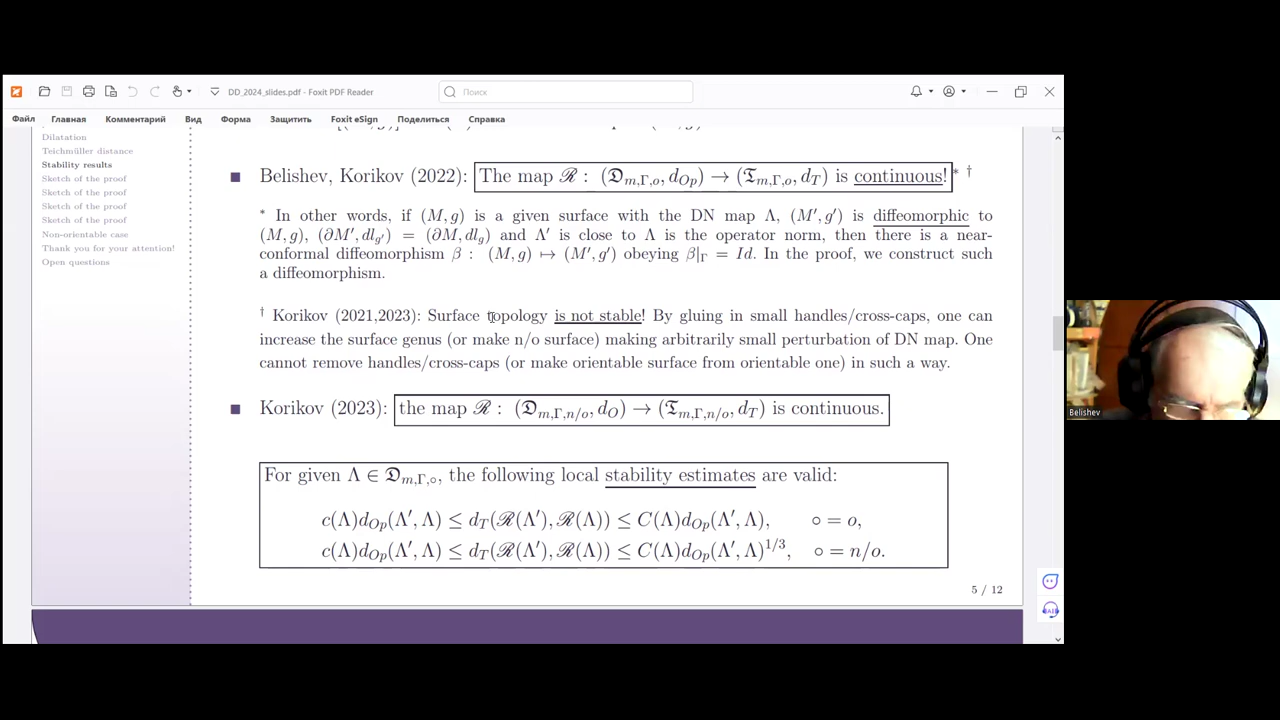 DD_2024_slides.pdf - Foxit PDF Reader
Поиск
Файл Главная Комментарий Вид Форма Защитить Foxit eSign Поделиться Справка
Dilatation
Teichmüller distance
Stability results
Sketch of the proof
Sketch of the proof
Sketch of the proof
Sketch of the proof
Non-orientable case
Thank you for your attention!
Open questions
Belishev, Korikov (2022): The map ℛ : (𝔇_{m,Γ,o}, d_{Op}) → (𝔗_{m,Γ,o}, d_T) is continuous! * †
* In other words, if (M, g) is a given surface with the DN map Λ, (M′, g′) is diffeomorphic to
(M, g), (∂M′, dl_{g′}) = (∂M, dl_g) and Λ′ is close to Λ is the operator norm, then there is a near-
conformal diffeomorphism β : (M, g) ↦ (M′, g′) obeying β|_Γ = Id. In the proof, we construct such
a diffeomorphism.
† Korikov (2021,2023): Surface topology is not stable! By gluing in small handles/cross-caps, one can
increase the surface genus (or make n/o surface) making arbitrarily small perturbation of DN map. One
cannot remove handles/cross-caps (or make orientable surface from orientable one) in such a way.
Korikov (2023): the map ℛ : (𝔇_{m,Γ,n/o}, d_O) → (𝔗_{m,Γ,n/o}, d_T) is continuous.
For given Λ ∈ 𝔇_{m,Γ,∘}, the following local stability estimates are valid:
c(Λ)d_{Op}(Λ′, Λ) ≤ d_T(ℛ(Λ′), ℛ(Λ)) ≤ C(Λ)d_{Op}(Λ′, Λ), ∘ = o,
c(Λ)d_{Op}(Λ′, Λ) ≤ d_T(ℛ(Λ′), ℛ(Λ)) ≤ C(Λ)d_{Op}(Λ′, Λ)^{1/3}, ∘ = n/o.
5 / 12
Belishev